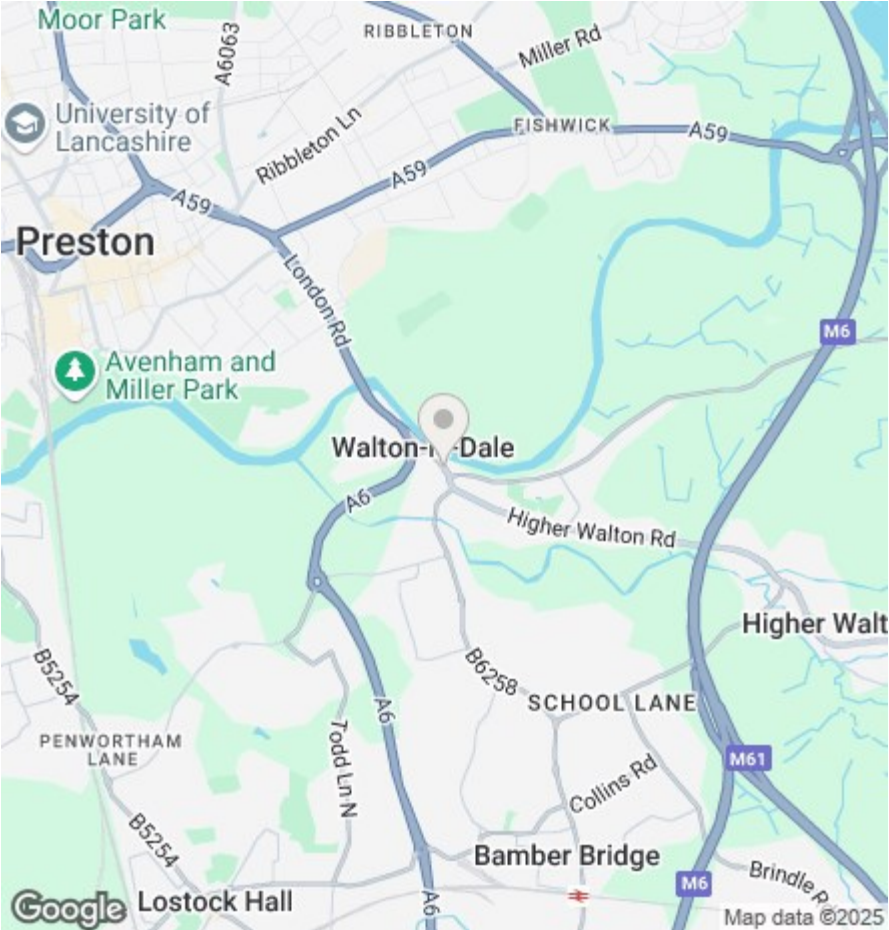 Moor Park
RIBBLETON
A6063
Miller Rd
University of
Lancashire
Ribbleton Ln
FISHWICK
A59
A59
A59
Preston
London Rd
M6
Avenham and
Miller Park
Walton-
-Dale
A6
Higher Walton Rd
Higher Walt
B5254
B6258
SCHOOL LANE
A6
PENWORTHAM
LANE
Todd Ln N
M61
Collins Rd
B5254
Bamber Bridge
M6
Brindle R
Lostock Hall
A6
Google
Map data ©2025